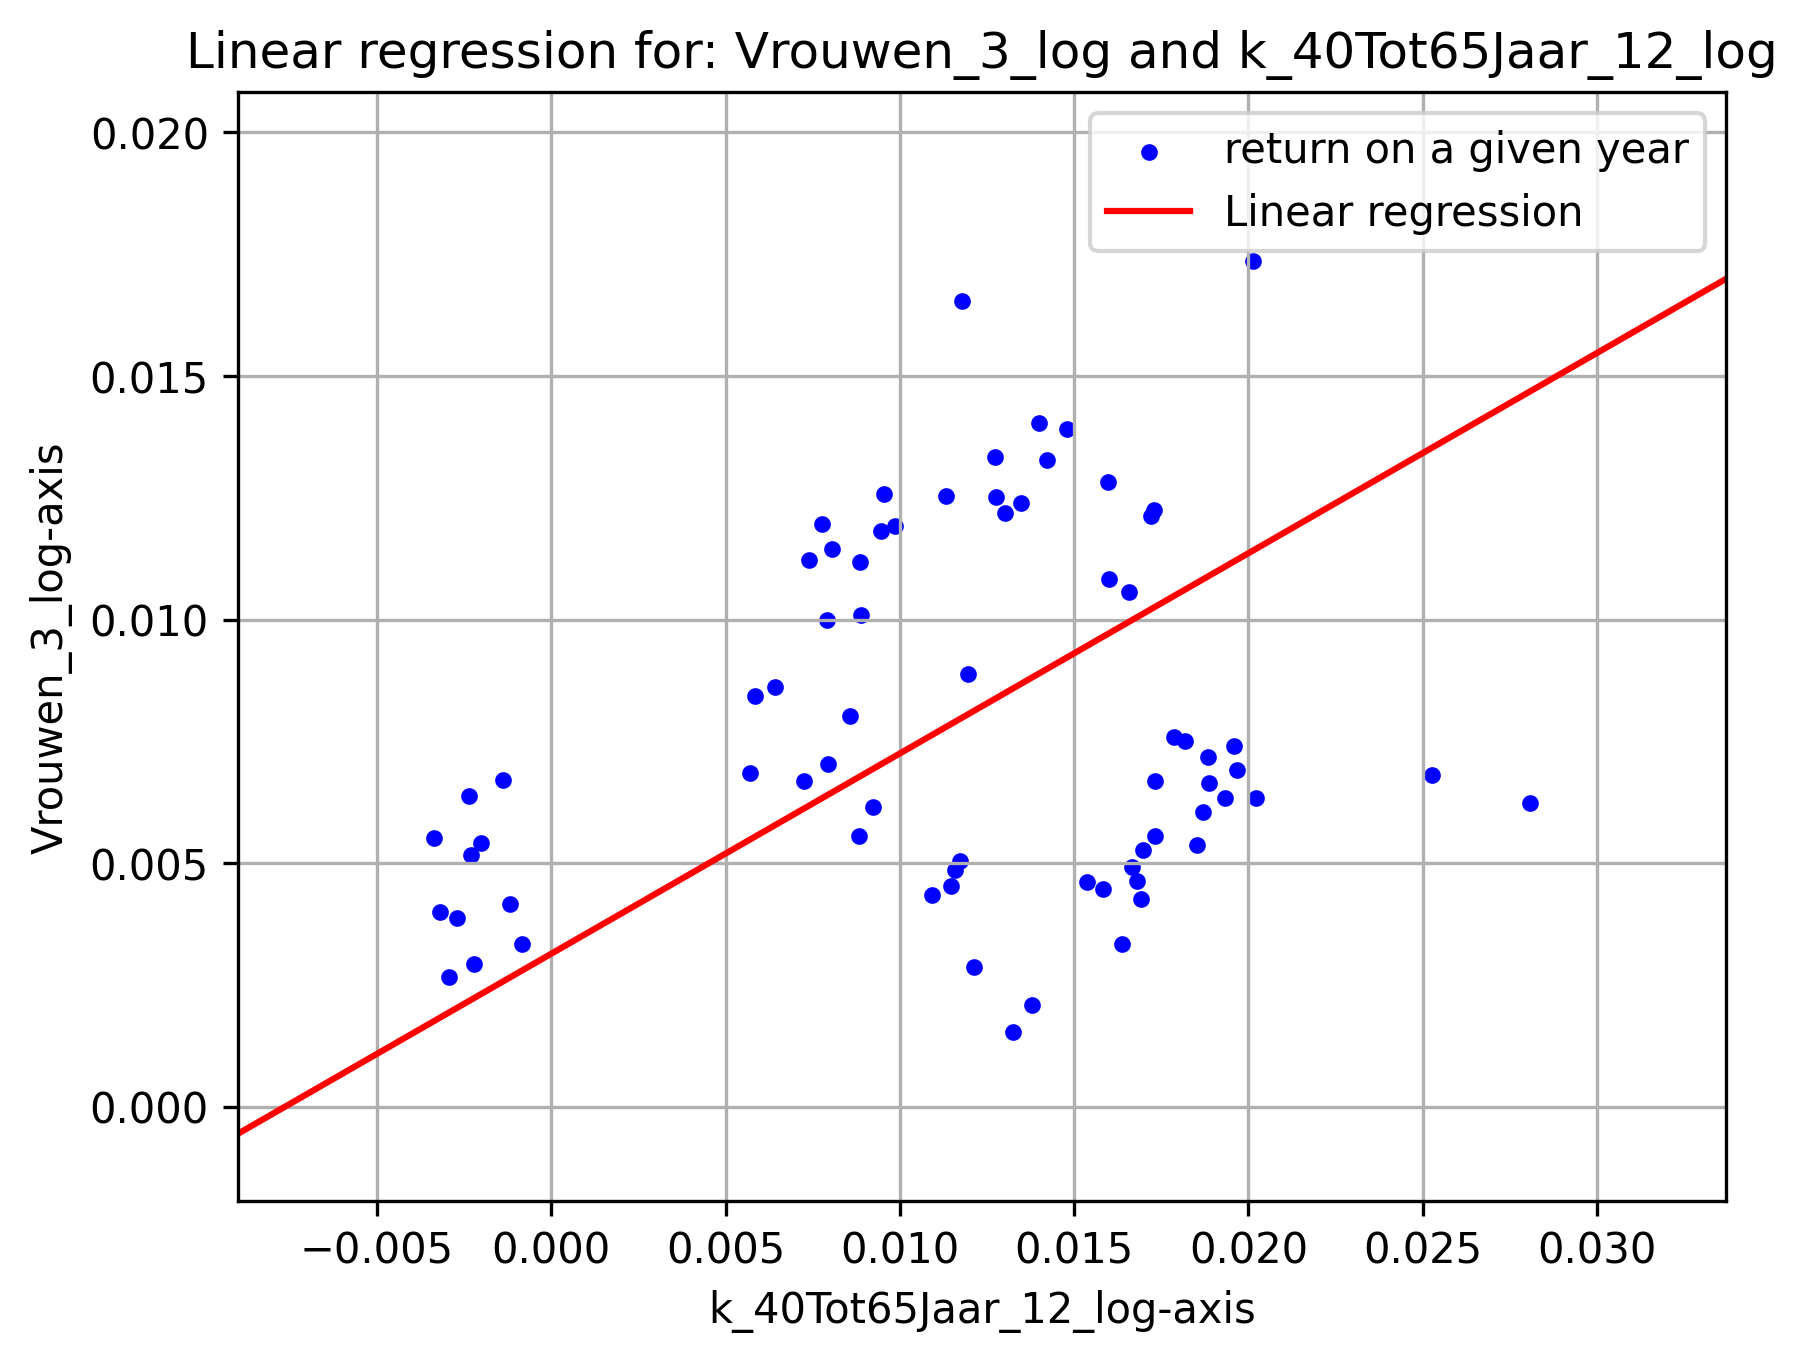 Linear regression for: Vrouwen_3_log and k_40Tot65Jaar_12_log
return on a given year
Linear regression
0.020
0.015
0.010
0.005
0.000
Vrouwen_3_log-axis
−0.005 0.000 0.005 0.010 0.015 0.020 0.025 0.030
k_40Tot65Jaar_12_log-axis